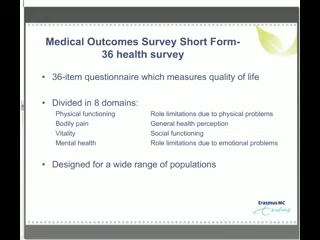 Medical Outcomes Survey Short Form-
36 health survey
• 36-item questionnaire which measures quality of life
• Divided in 8 domains:
Physical functioning Role limitations due to physical problems
Bodily pain General health perception
Vitality Social functioning
Mental health Role limitations due to emotional problems
• Designed for a wide range of populations
Erasmus MC
Erasmus